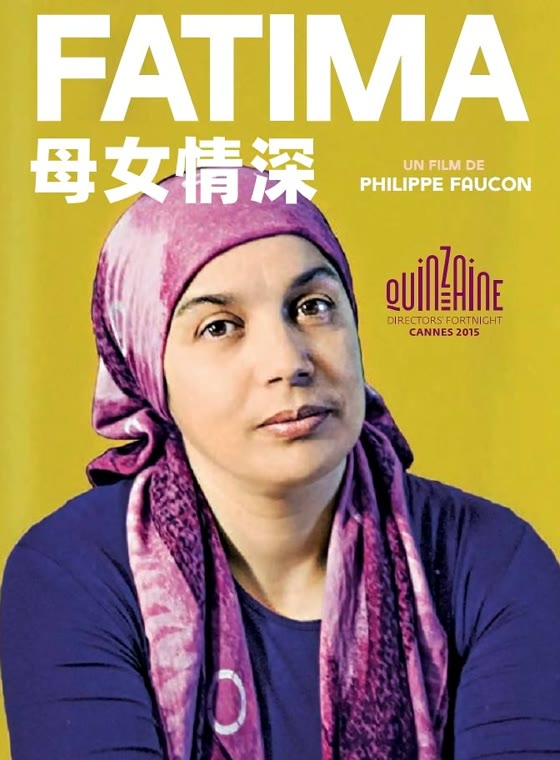 FATIMA
母女情深
UN FILM DE
PHILIPPE FAUCON
QUINZAINE
DIRECTORS' FORTNIGHT
CANNES 2015